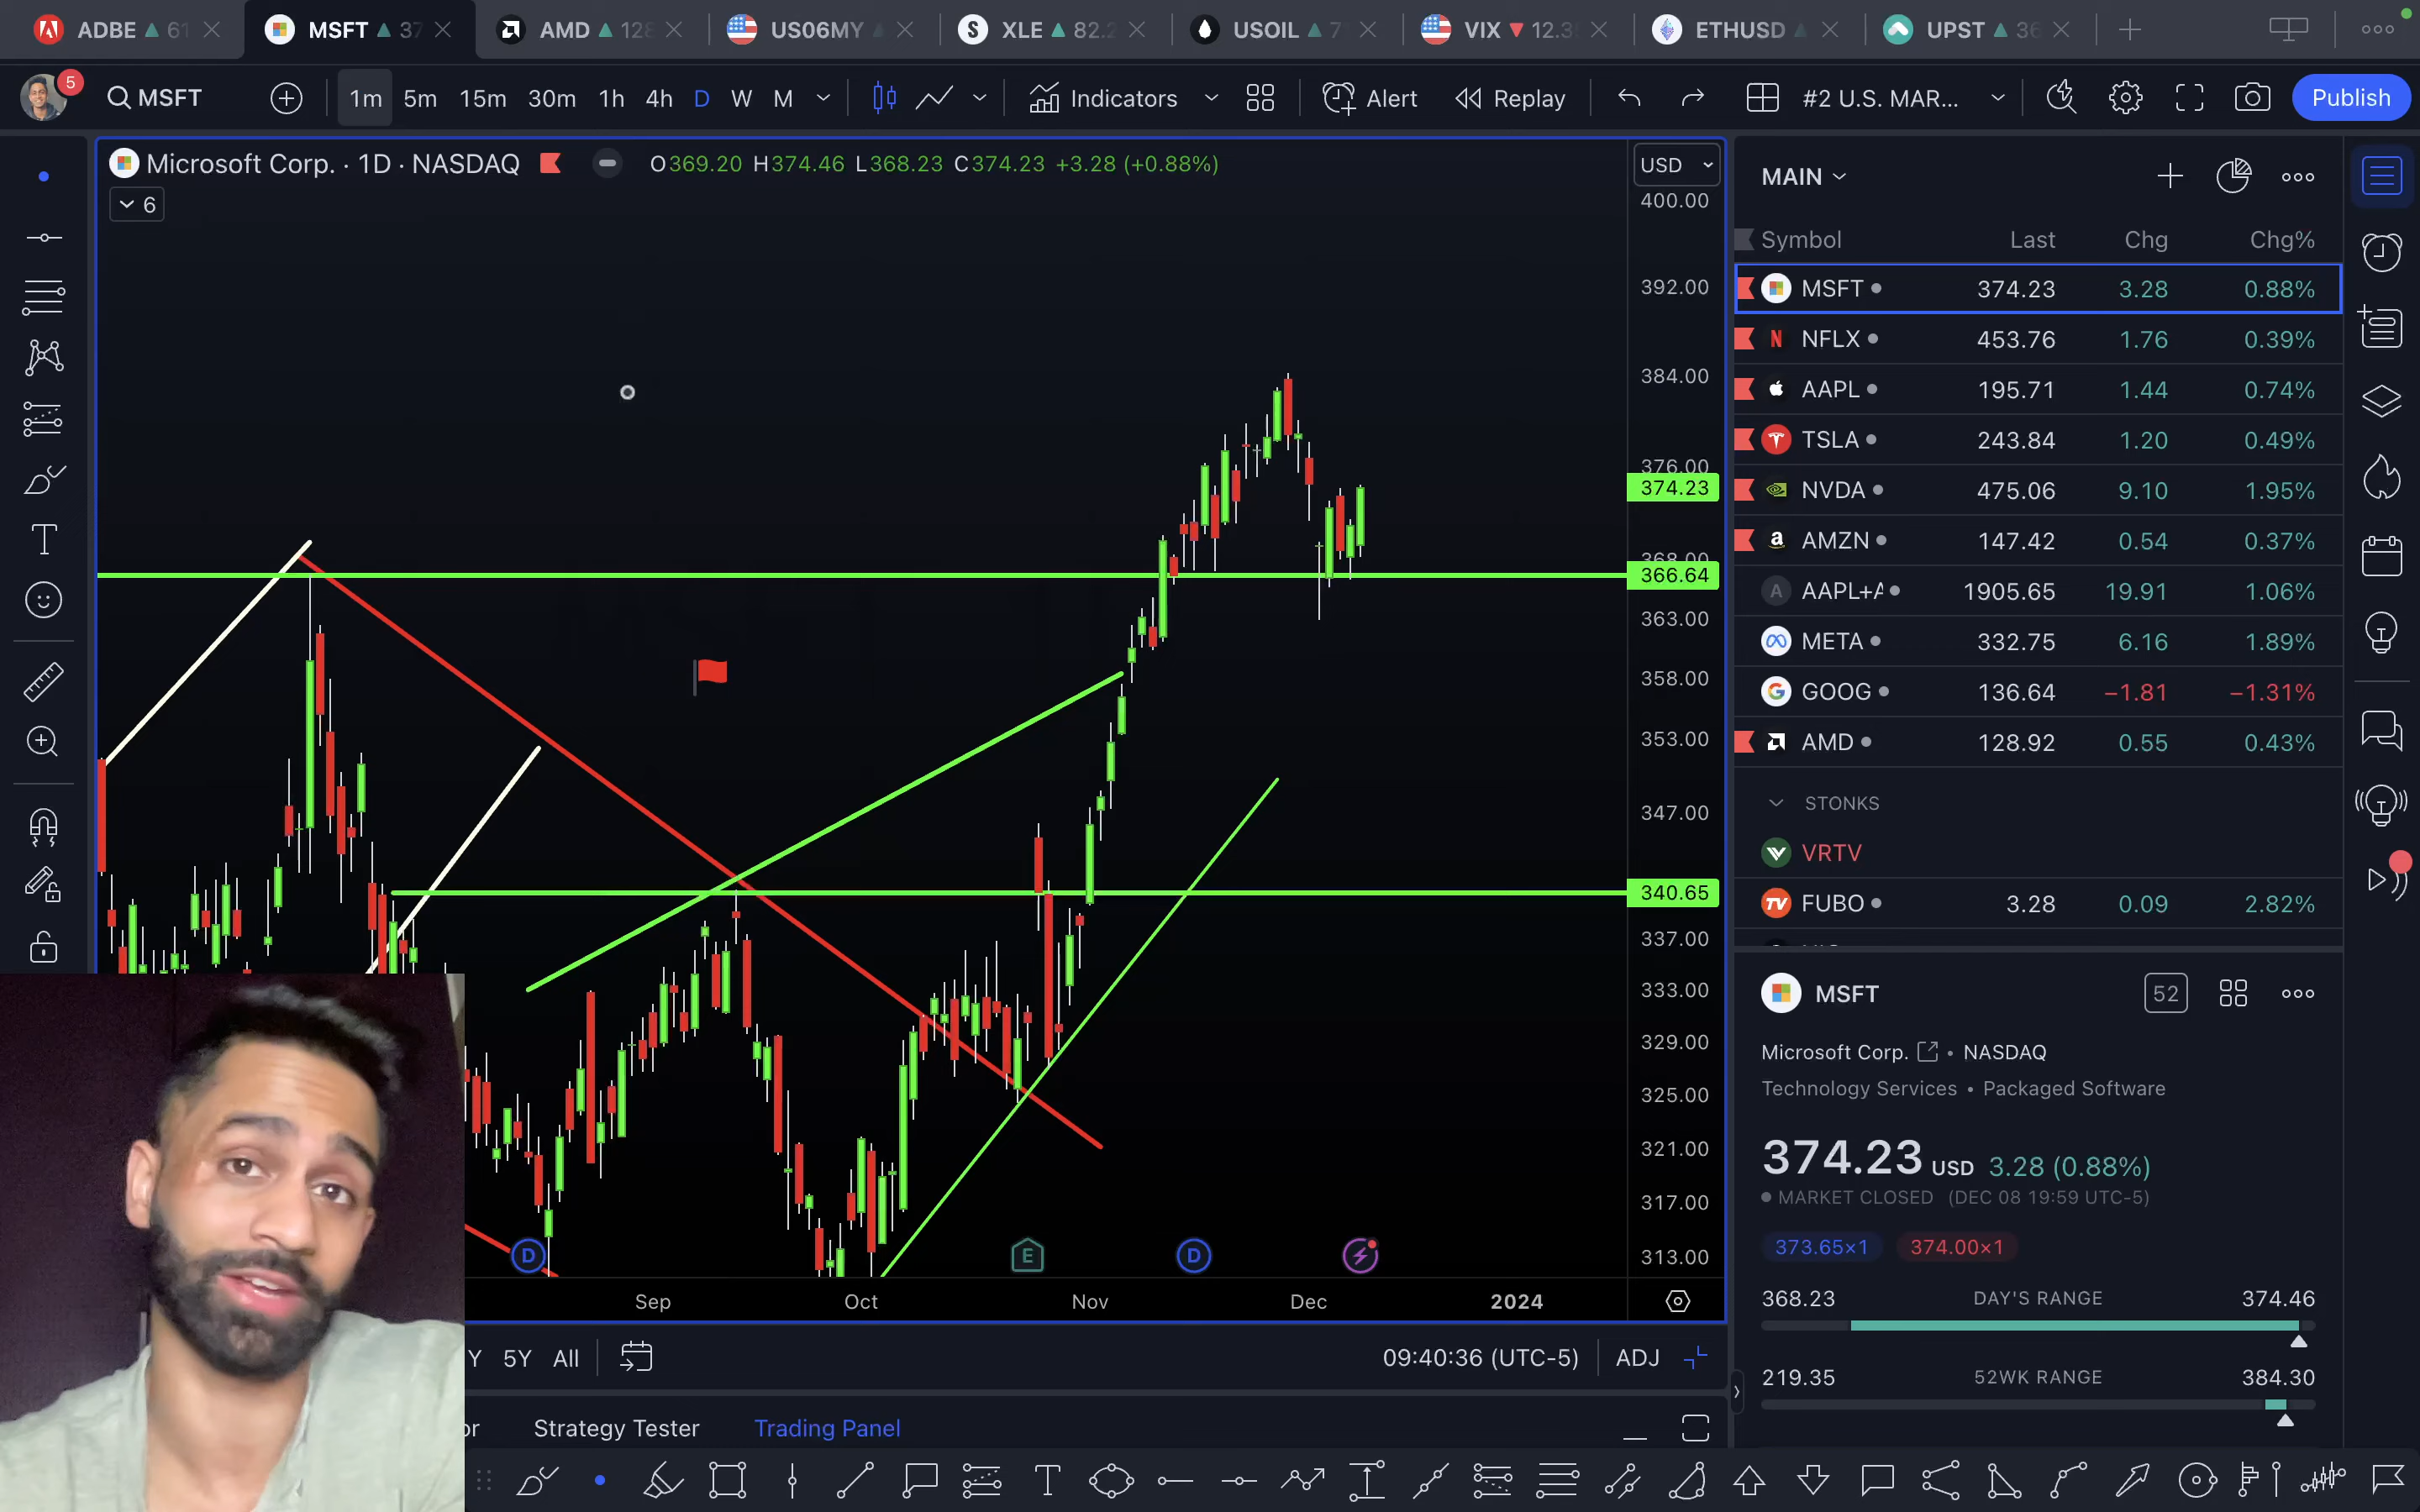 ADBE 61 MSFT 37 AMD 128 US06MY XLE 82.2 USOIL 7 VIX 12.3 ETHUSD UPST 36
5 MSFT 1m 5m 15m 30m 1h 4h D W M Indicators Alert Replay #2 U.S. MAR... Publish
Microsoft Corp. · 1D · NASDAQ O369.20 H374.46 L368.23 C374.23 +3.28 (+0.88%)
6
USD
400.00
392.00
384.00
376.00
374.23
368.00
366.64
363.00
358.00
353.00
347.00
340.65
337.00
333.00
329.00
325.00
321.00
317.00
313.00
D E D
Sep Oct Nov Dec 2024
Y 5Y All 09:40:36 (UTC-5) ADJ
or Strategy Tester Trading Panel
MAIN
Symbol Last Chg Chg%
MSFT 374.23 3.28 0.88%
NFLX 453.76 1.76 0.39%
AAPL 195.71 1.44 0.74%
TSLA 243.84 1.20 0.49%
NVDA 475.06 9.10 1.95%
AMZN 147.42 0.54 0.37%
AAPL+A 1905.65 19.91 1.06%
META 332.75 6.16 1.89%
GOOG 136.64 −1.81 −1.31%
AMD 128.92 0.55 0.43%
STONKS
VRTV
FUBO 3.28 0.09 2.82%
MSFT 52
Microsoft Corp. • NASDAQ
Technology Services • Packaged Software
374.23 USD 3.28 (0.88%)
MARKET CLOSED (DEC 08 19:59 UTC-5)
373.65×1 374.00×1
368.23 DAY'S RANGE 374.46
219.35 52WK RANGE 384.30